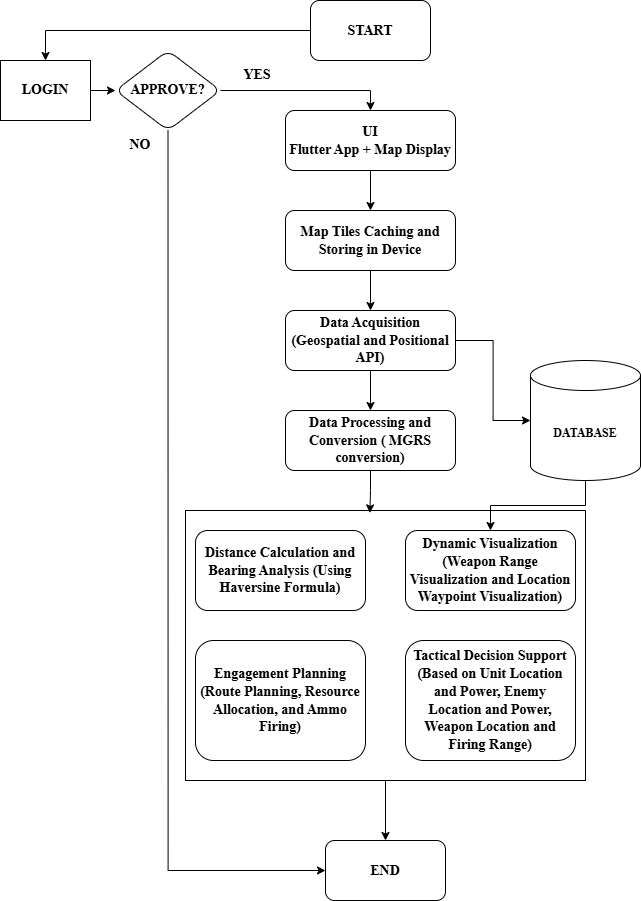 START
LOGIN
APPROVE?
YES
NO
UI
Flutter App + Map Display
Map Tiles Caching and
Storing in Device
Data Acquisition
(Geospatial and Positional
API)
Data Processing and
Conversion ( MGRS
conversion)
DATABASE
Distance Calculation and
Bearing Analysis (Using
Haversine Formula)
Dynamic Visualization
(Weapon Range
Visualization and Location
Waypoint Visualization)
Engagement Planning
(Route Planning, Resource
Allocation, and Ammo
Firing)
Tactical Decision Support
(Based on Unit Location
and Power, Enemy
Location and Power,
Weapon Location and
Firing Range)
END